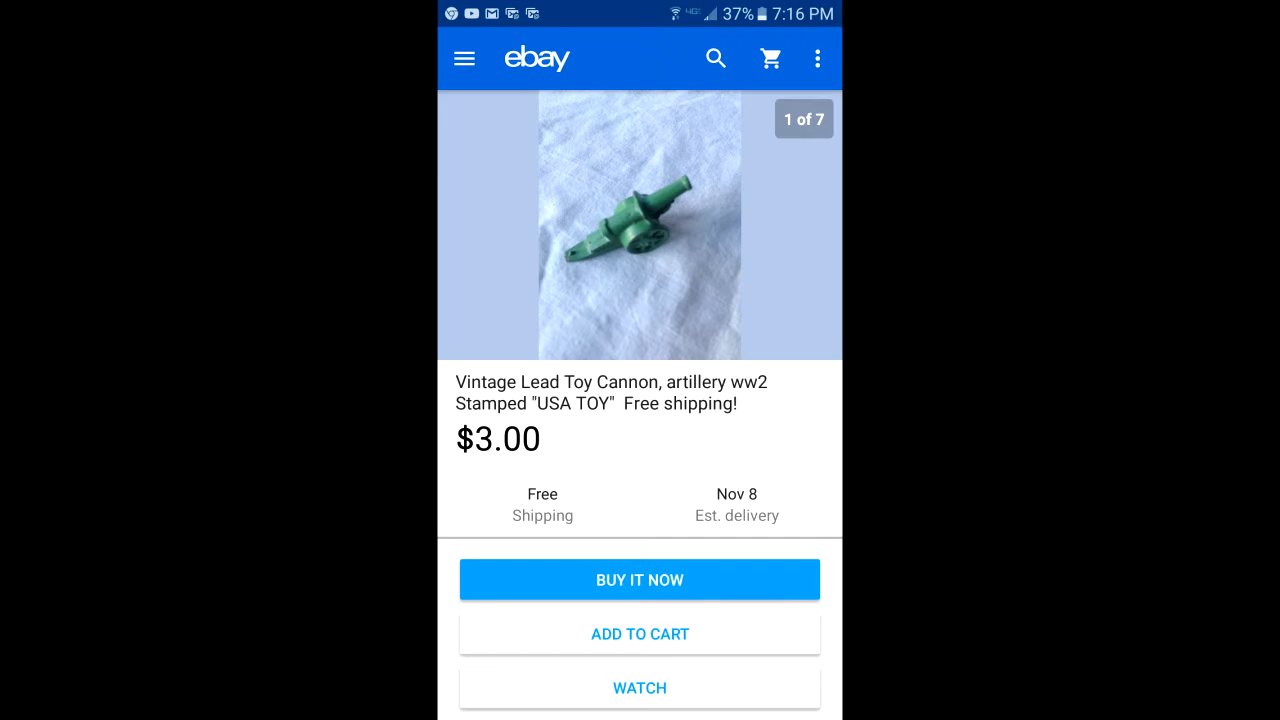 4G 37% 7:16 PM
ebay
1 of 7
Vintage Lead Toy Cannon, artillery ww2
Stamped "USA TOY"  Free shipping!
$3.00
Free Nov 8
Shipping Est. delivery
BUY IT NOW
ADD TO CART
WATCH